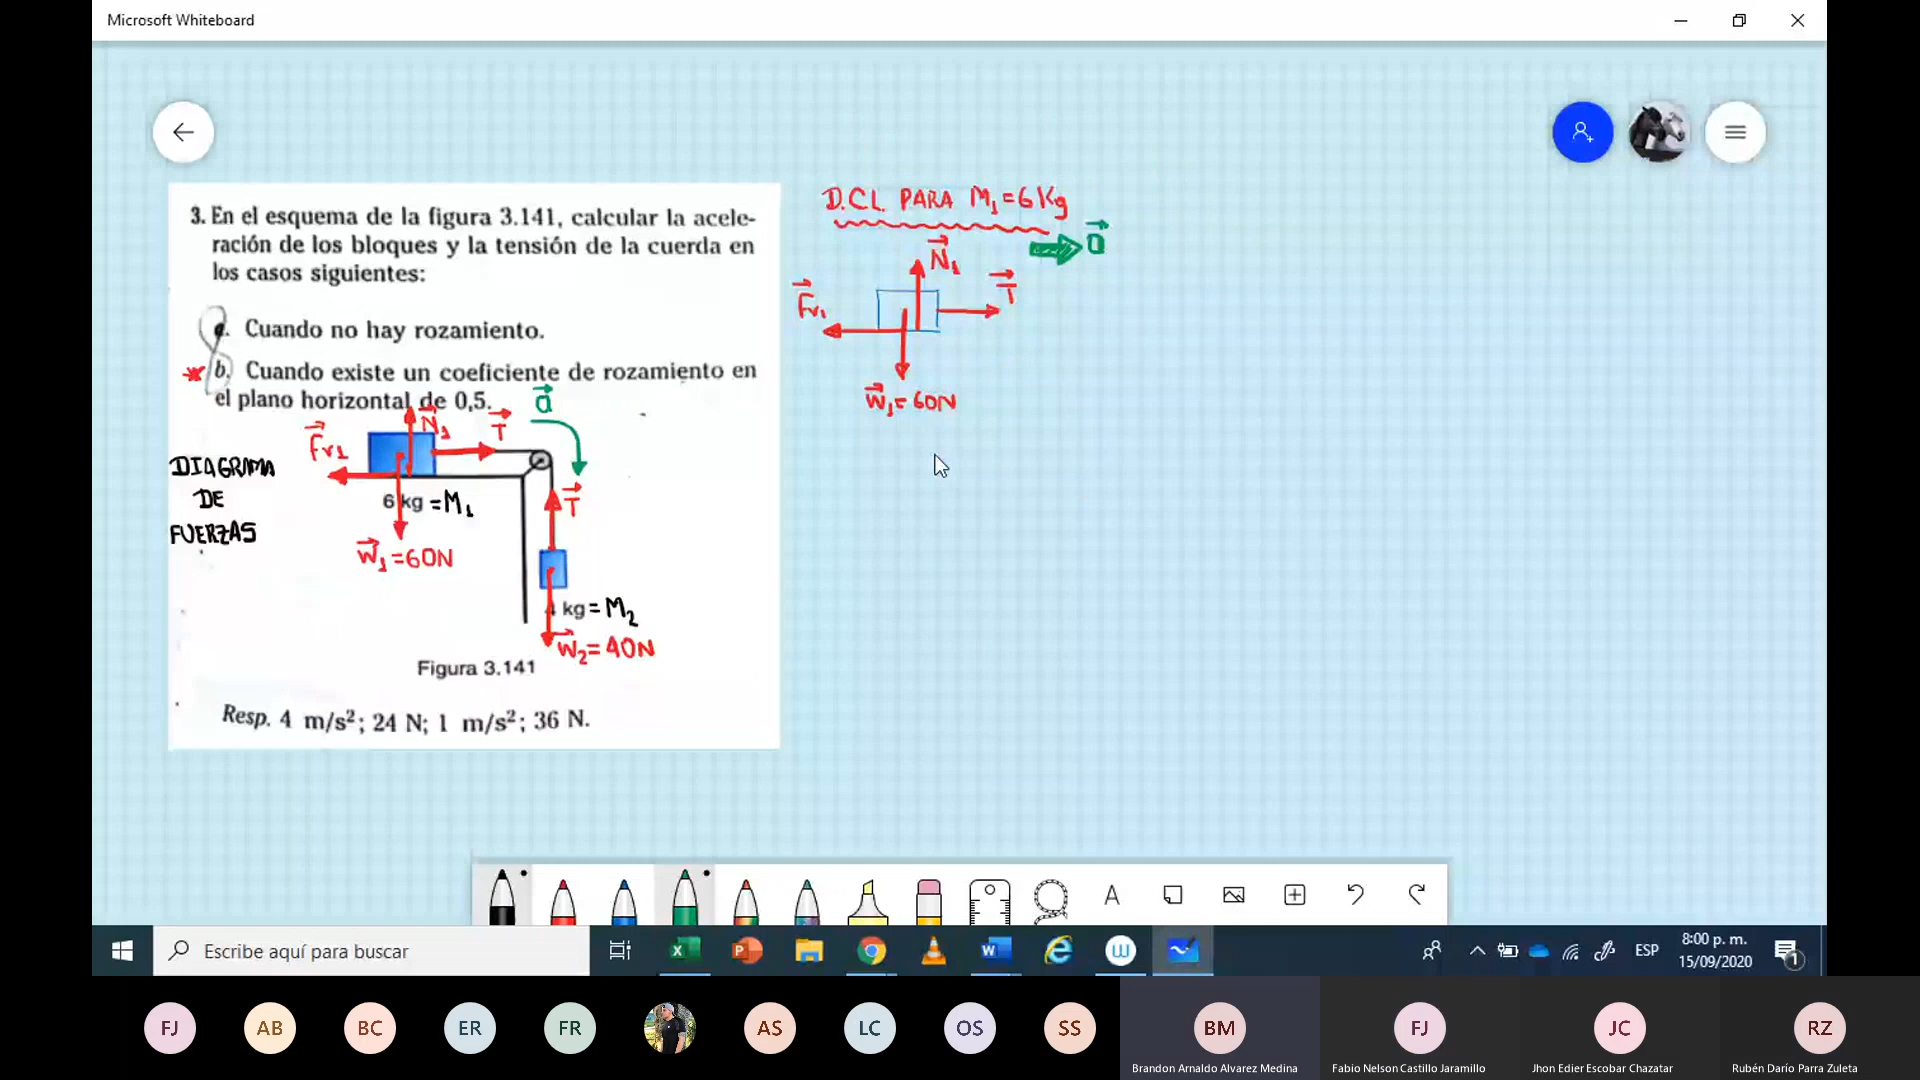 Microsoft Whiteboard
3. En el esquema de la figura 3.141, calcular la acele-
ración de los bloques y la tensión de la cuerda en
los casos siguientes:
a. Cuando no hay rozamiento.
* b. Cuando existe un coeficiente de rozamiento en
el plano horizontal de 0,5.
a
Fr1
N1
T
DIAGRAMA
DE
FUERZAS
6 kg = M1
T
W1 = 60N
kg = M2
W2 = 40N
Figura 3.141
Resp. 4 m/s²; 24 N; 1 m/s²; 36 N.
D.C.L. PARA M1 = 6 Kg
a
N1
Fr1
T
W1 = 60N
A
Escribe aquí para buscar
ESP
8:00 p. m.
15/09/2020
1
FJ
AB
BC
ER
FR
AS
LC
OS
SS
BM
FJ
JC
RZ
Brandon Arnaldo Alvarez Medina
Fabio Nelson Castillo Jaramillo
Jhon Edier Escobar Chazatar
Rubén Darío Parra Zuleta